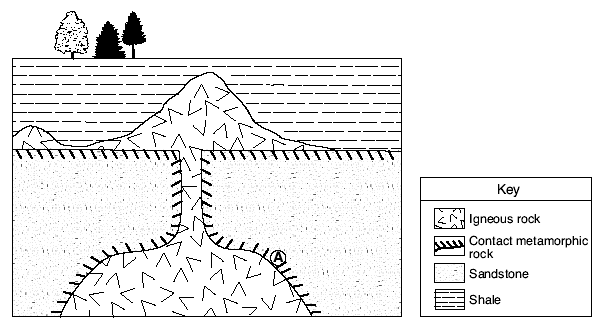 A
Key
Igneous rock
Contact metamorphic
rock
Sandstone
Shale